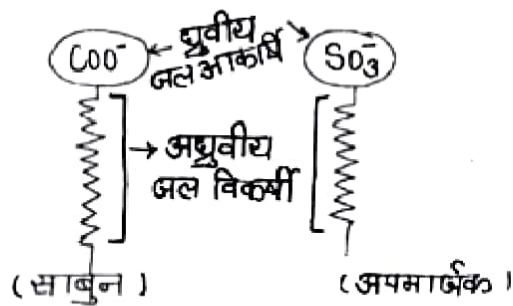 ध्रुवीय
जल आकर्षि
COO⁻
SO₃⁻
अध्रुवीय
जल विकर्षी
(साबुन)
(अपमार्जक)